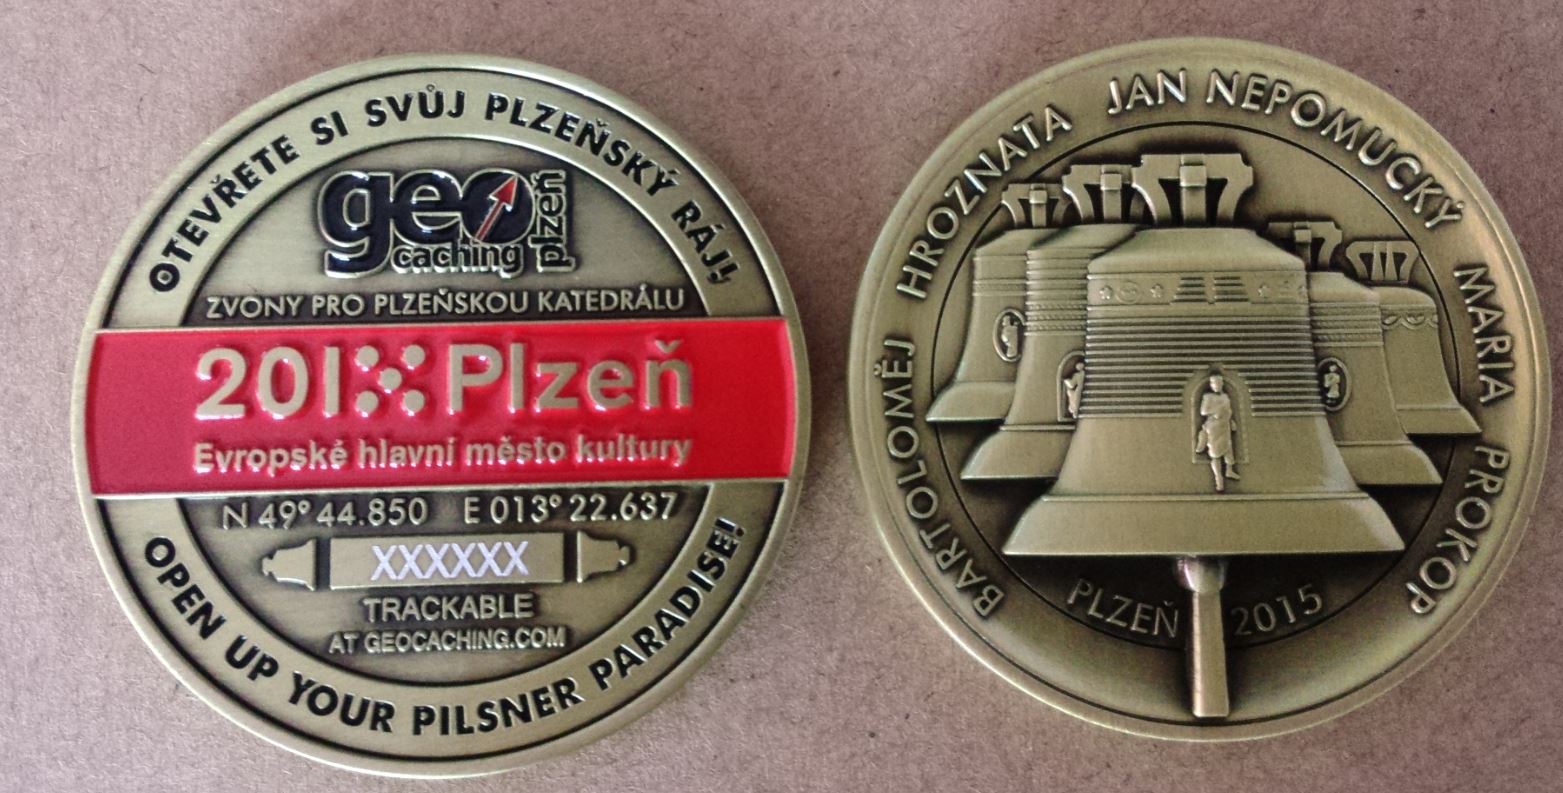 OTEVŘETE SI SVŮJ PLZEŇSKÝ RÁJ!
geo
caching
plzeň
ZVONY PRO PLZEŇSKOU KATEDRÁLU
201 Plzeň
Evropské hlavní město kultury
N 49° 44.850 E 013° 22.637
XXXXXX
TRACKABLE
AT GEOCACHING.COM
OPEN UP YOUR PILSNER PARADISE!
BARTOLOMĚJ HROZNATA JAN NEPOMUCKÝ MARIA PROKOP
PLZEŇ 2015